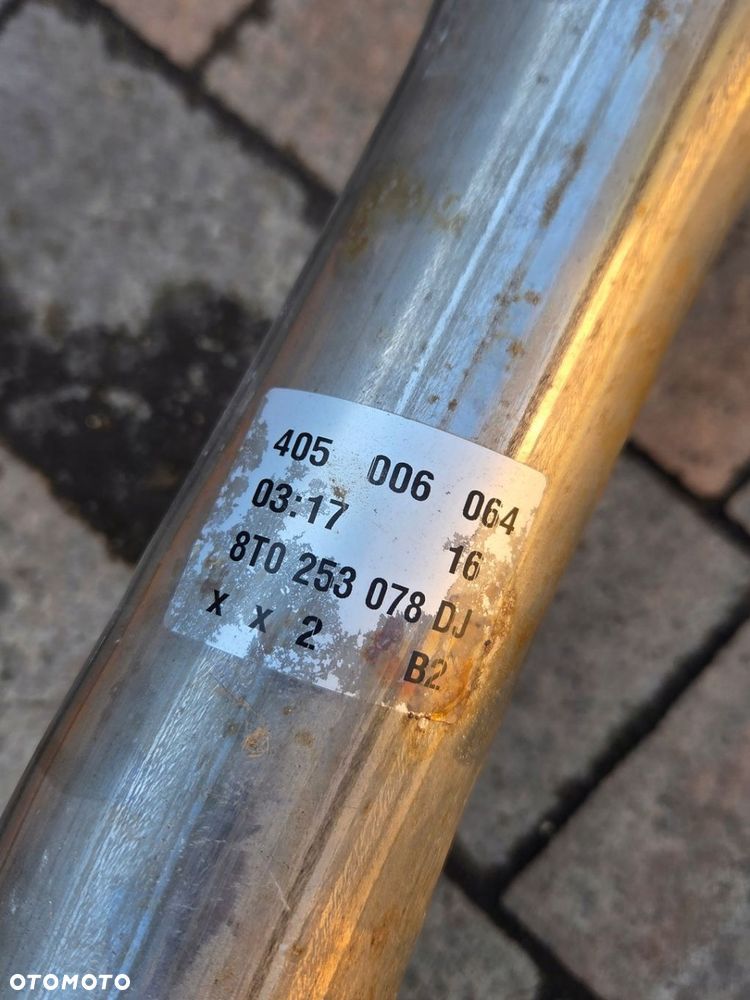 405 006 064
03:17 16
8T0 253 078 DJ
x x 2 B2
OTOMOTO